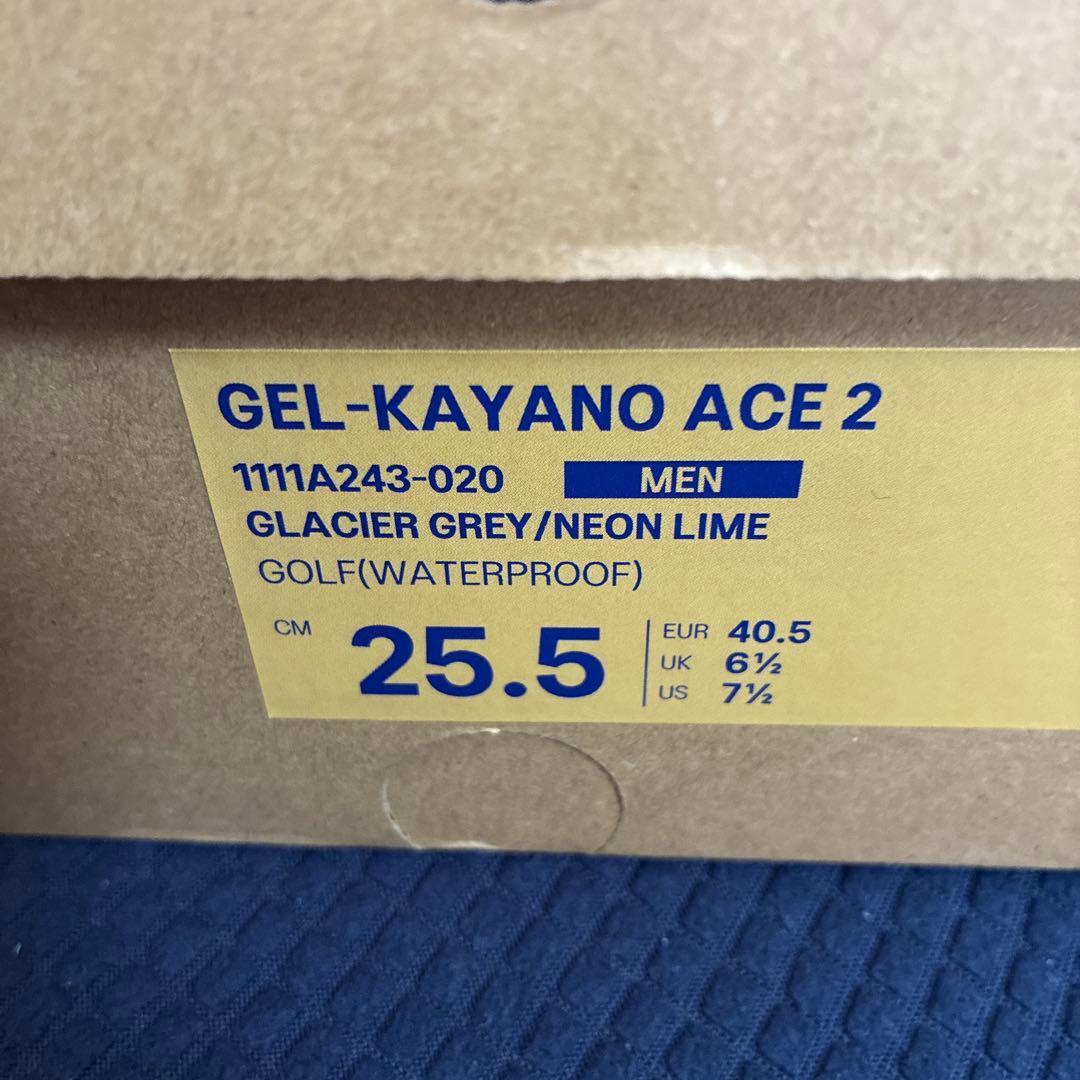 GEL-KAYANO ACE 2
1111A243-020 MEN
GLACIER GREY/NEON LIME
GOLF(WATERPROOF)
CM 25.5
EUR 40.5
UK 6½
US 7½